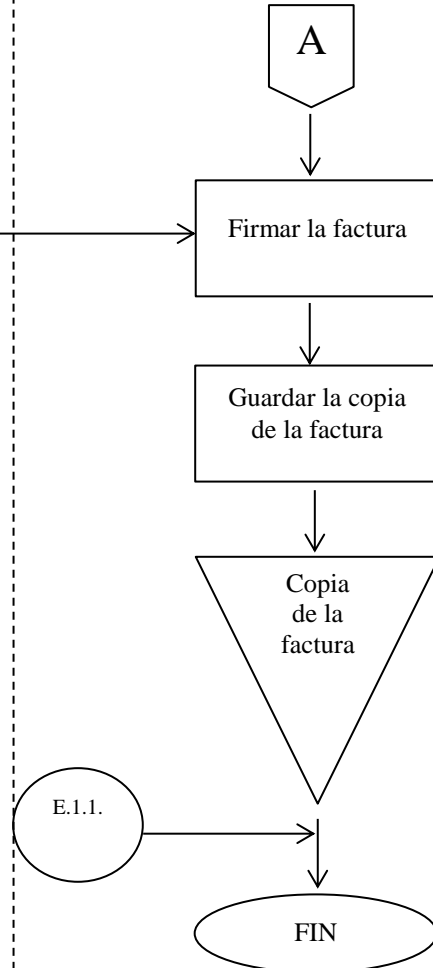 A
Firmar la factura
Guardar la copia
de la factura
Copia
de la
factura
E.1.1.
FIN